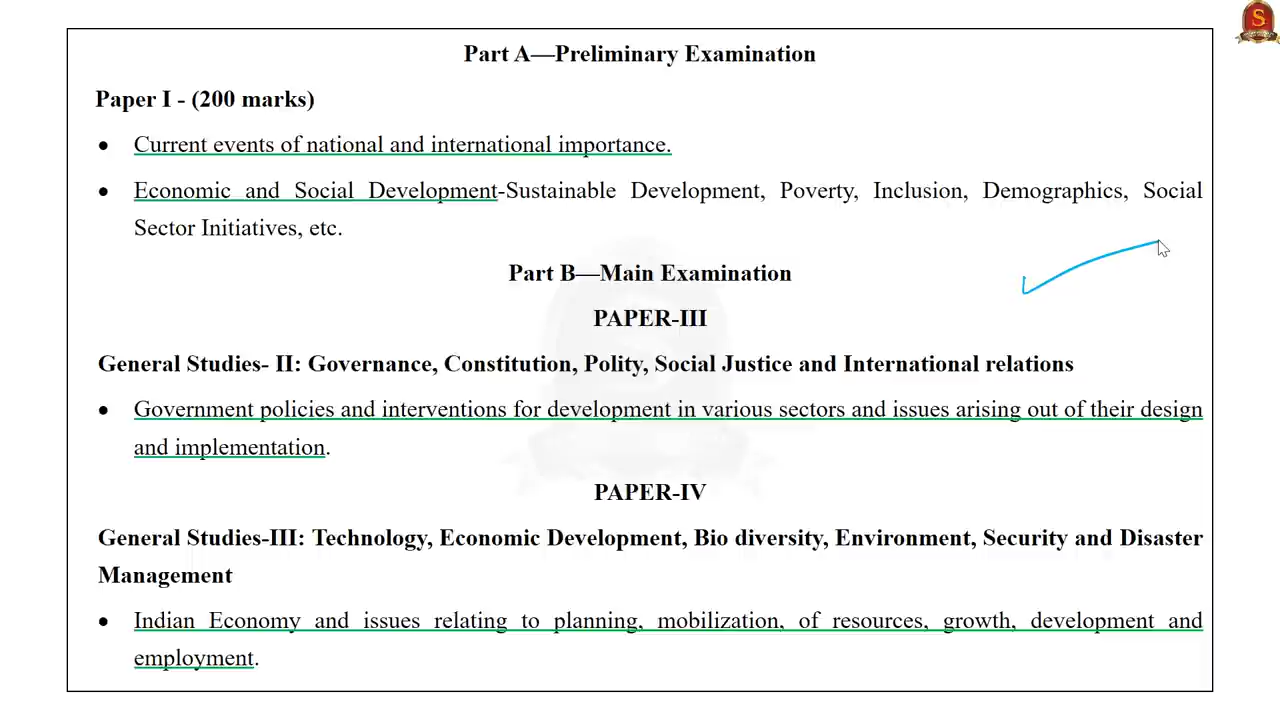 Part A—Preliminary Examination
Paper I - (200 marks)
• Current events of national and international importance.
• Economic and Social Development-Sustainable Development, Poverty, Inclusion, Demographics, Social
Sector Initiatives, etc.
Part B—Main Examination
PAPER-III
General Studies- II: Governance, Constitution, Polity, Social Justice and International relations
• Government policies and interventions for development in various sectors and issues arising out of their design
and implementation.
PAPER-IV
General Studies-III: Technology, Economic Development, Bio diversity, Environment, Security and Disaster
Management
• Indian Economy and issues relating to planning, mobilization, of resources, growth, development and
employment.